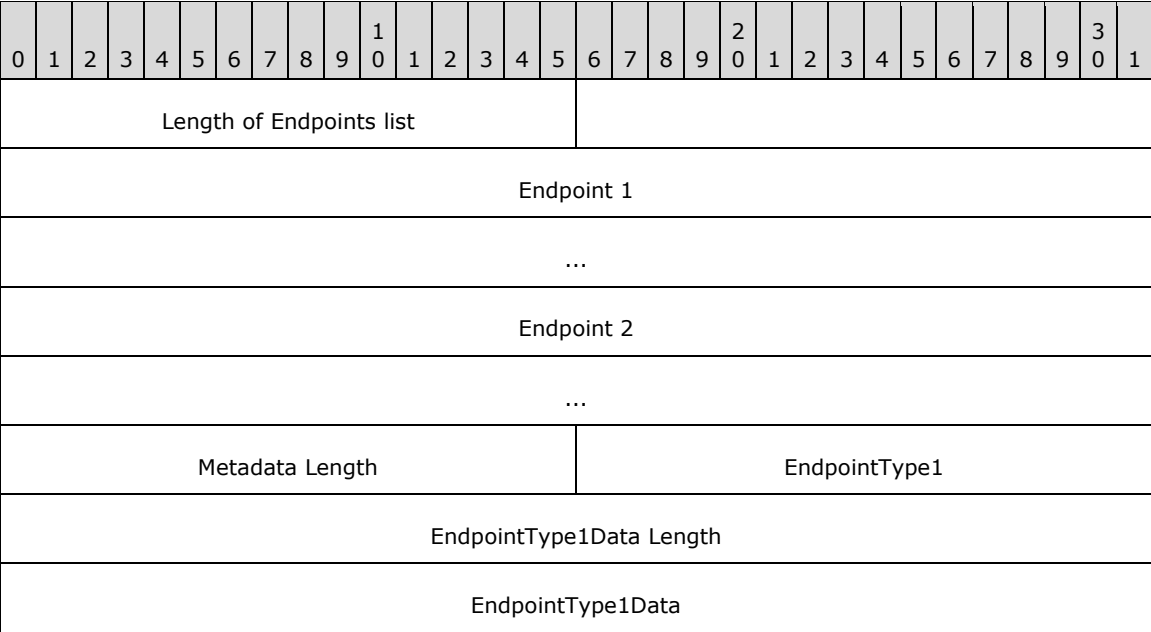 1 2 3
0 1 2 3 4 5 6 7 8 9 0 1 2 3 4 5 6 7 8 9 0 1 2 3 4 5 6 7 8 9 0 1
Length of Endpoints list
Endpoint 1
...
Endpoint 2
...
Metadata Length EndpointType1
EndpointType1Data Length
EndpointType1Data